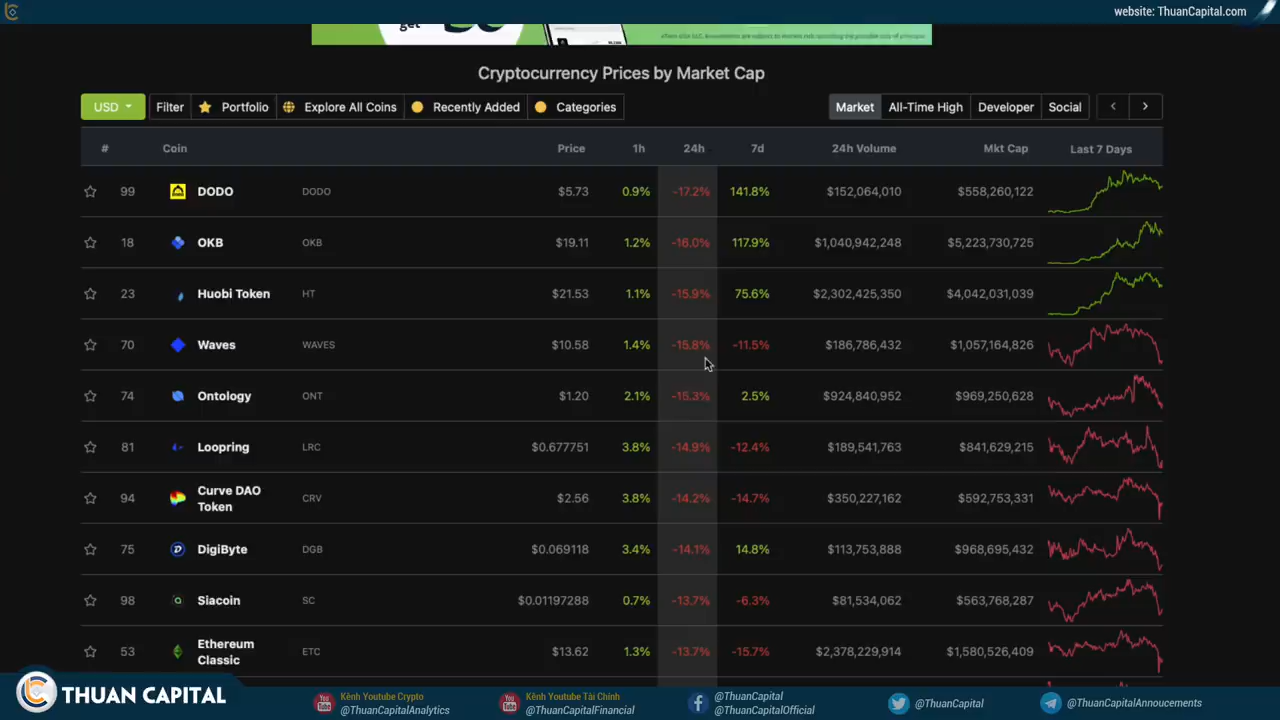 website: ThuanCapital.com
get
Cryptocurrency Prices by Market Cap
USD Filter Portfolio Explore All Coins Recently Added Categories Market All-Time High Developer Social
# Coin Price 1h 24h 7d 24h Volume Mkt Cap Last 7 Days
99 DODO DODO $5.73 0.9% -17.2% 141.8% $152,064,010 $558,260,122
18 OKB OKB $19.11 1.2% -16.0% 117.9% $1,040,942,248 $5,223,730,725
23 Huobi Token HT $21.53 1.1% -15.9% 75.6% $2,302,425,350 $4,042,031,039
70 Waves WAVES $10.58 1.4% -15.8% -11.5% $186,786,432 $1,057,164,826
74 Ontology ONT $1.20 2.1% -15.3% 2.5% $924,840,952 $969,250,628
81 Loopring LRC $0.677751 3.8% -14.9% -12.4% $189,541,763 $841,629,215
94 Curve DAO Token CRV $2.56 3.8% -14.2% -14.7% $350,227,162 $592,753,331
75 DigiByte DGB $0.069118 3.4% -14.1% 14.8% $113,753,888 $968,695,432
98 Siacoin SC $0.01197288 0.7% -13.7% -6.3% $81,534,062 $563,768,287
53 Ethereum Classic ETC $13.62 1.3% -13.7% -15.7% $2,378,229,914 $1,580,526,409
THUAN CAPITAL
Kênh Youtube Crypto
@ThuanCapitalAnalytics
Kênh Youtube Tài Chính
@ThuanCapitalFinancial
@ThuanCapital
@ThuanCapitalOfficial
@ThuanCapital
@ThuanCapitalAnnoucements